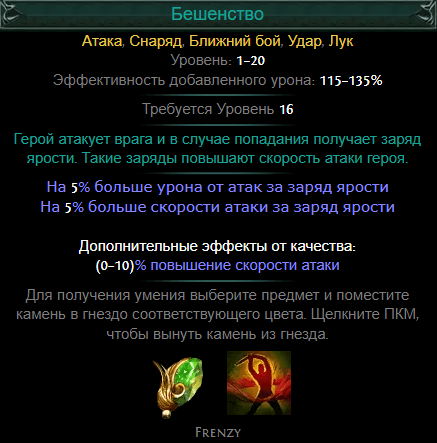 Бешенство
Атака, Снаряд, Ближний бой, Удар, Лук
Уровень: 1–20
Эффективность добавленного урона: 115–135%
Требуется Уровень 16
Герой атакует врага и в случае попадания получает заряд
ярости. Такие заряды повышают скорость атаки героя.
На 5% больше урона от атак за заряд ярости
На 5% больше скорости атаки за заряд ярости
Дополнительные эффекты от качества:
(0–10)% повышение скорости атаки
Для получения умения выберите предмет и поместите
камень в гнездо соответствующего цвета. Щелкните ПКМ,
чтобы вынуть камень из гнезда.
Frenzy